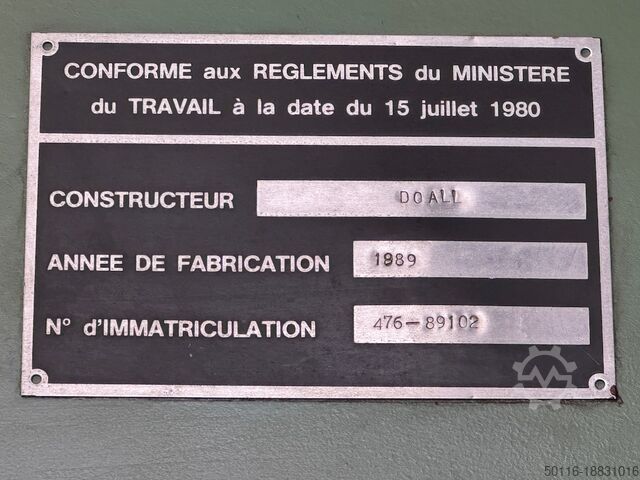 CONFORME aux REGLEMENTS du MINISTERE
du TRAVAIL à la date du 15 juillet 1980
CONSTRUCTEUR DOALL
ANNEE DE FABRICATION 1989
N° d'IMMATRICULATION 476-89102
50116-18831016